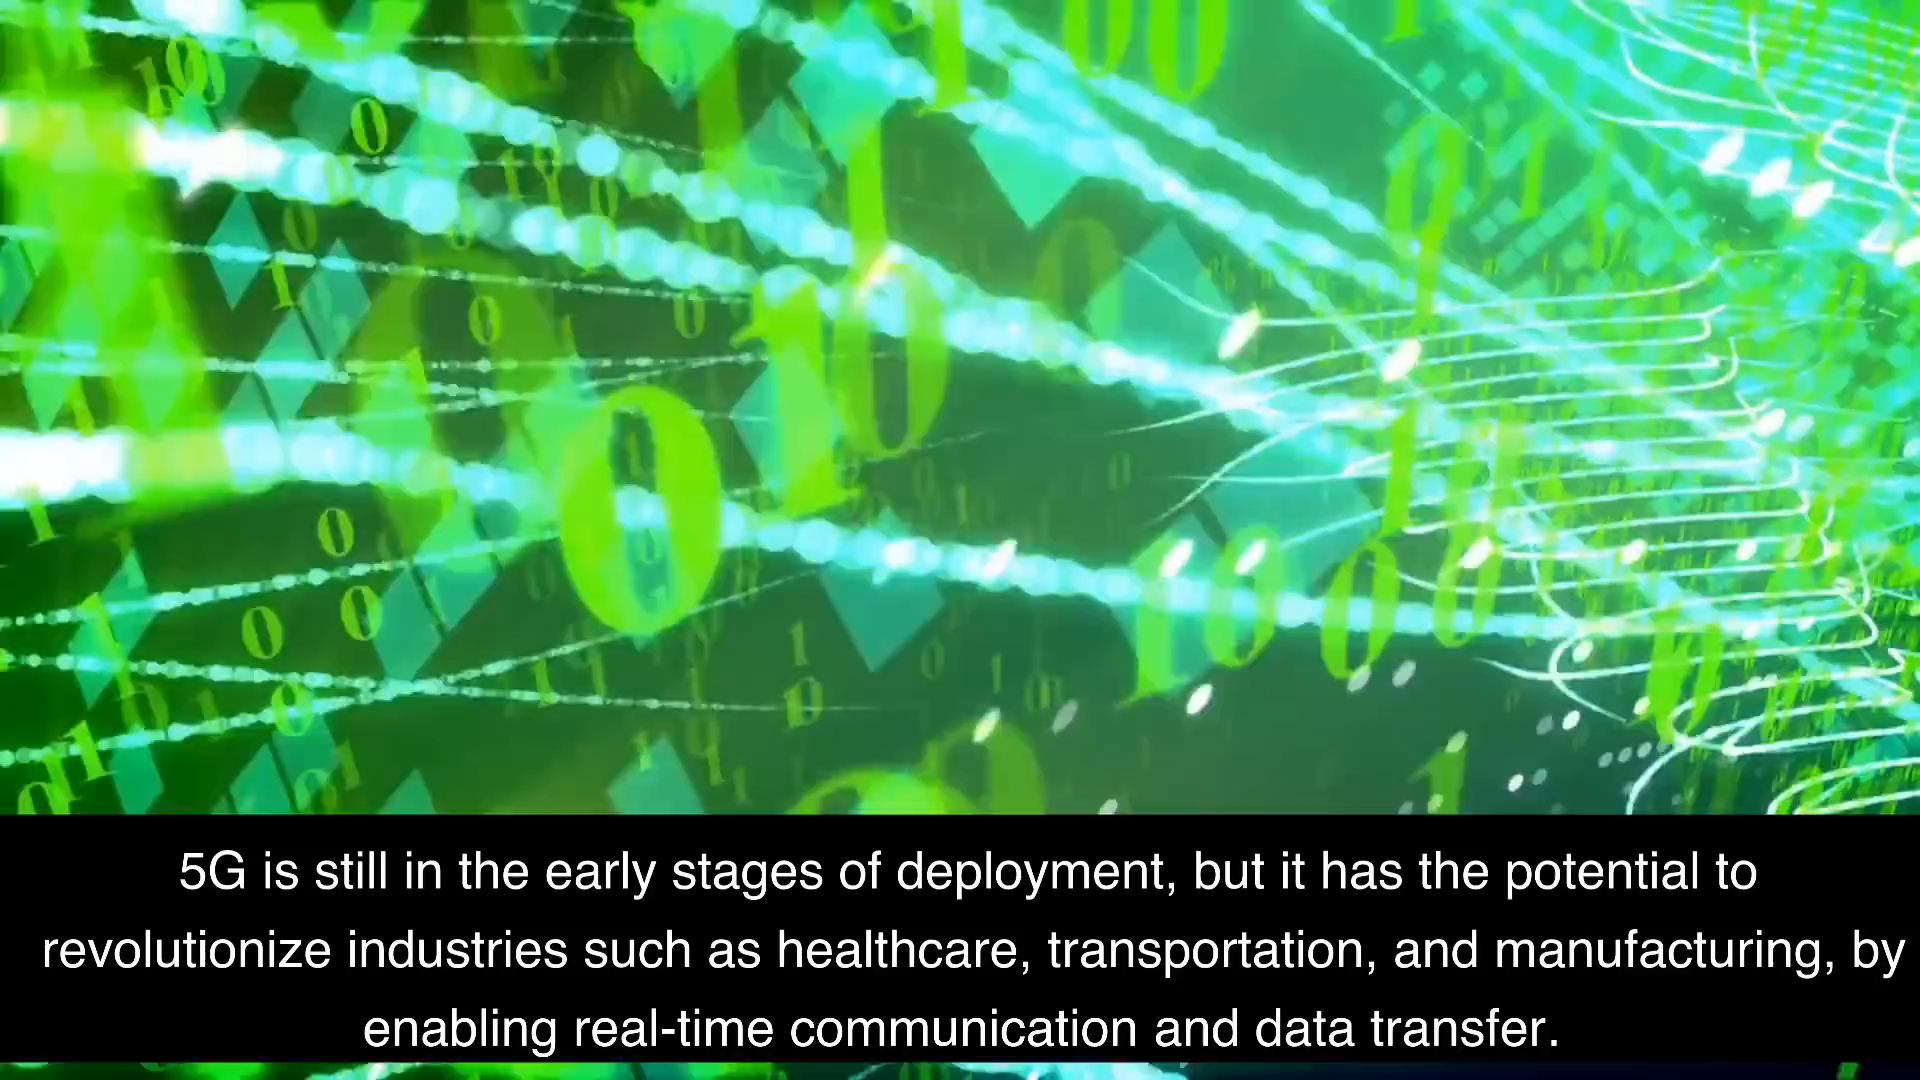 5G is still in the early stages of deployment, but it has the potential to
revolutionize industries such as healthcare, transportation, and manufacturing, by
enabling real-time communication and data transfer.